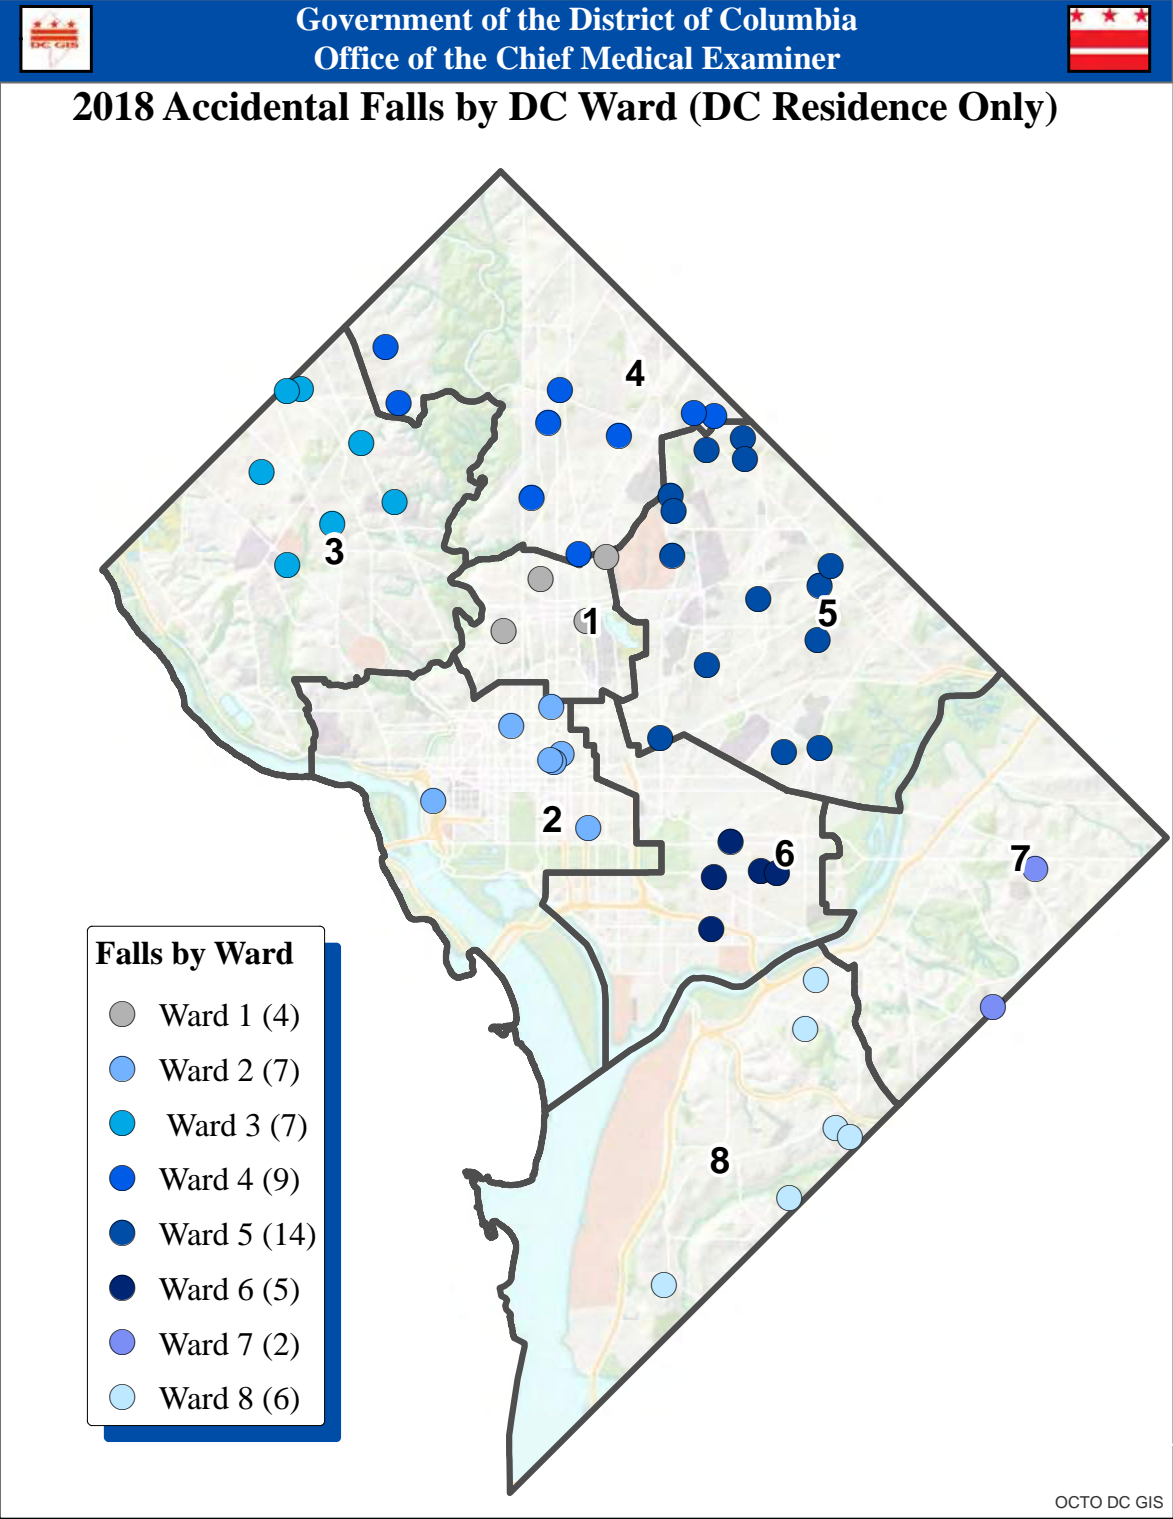 DC GIS
Government of the District of Columbia
Office of the Chief Medical Examiner
2018 Accidental Falls by DC Ward (DC Residence Only)
4
3
1
5
2
6
7
8
Falls by Ward
Ward 1 (4)
Ward 2 (7)
Ward 3 (7)
Ward 4 (9)
Ward 5 (14)
Ward 6 (5)
Ward 7 (2)
Ward 8 (6)
OCTO DC GIS